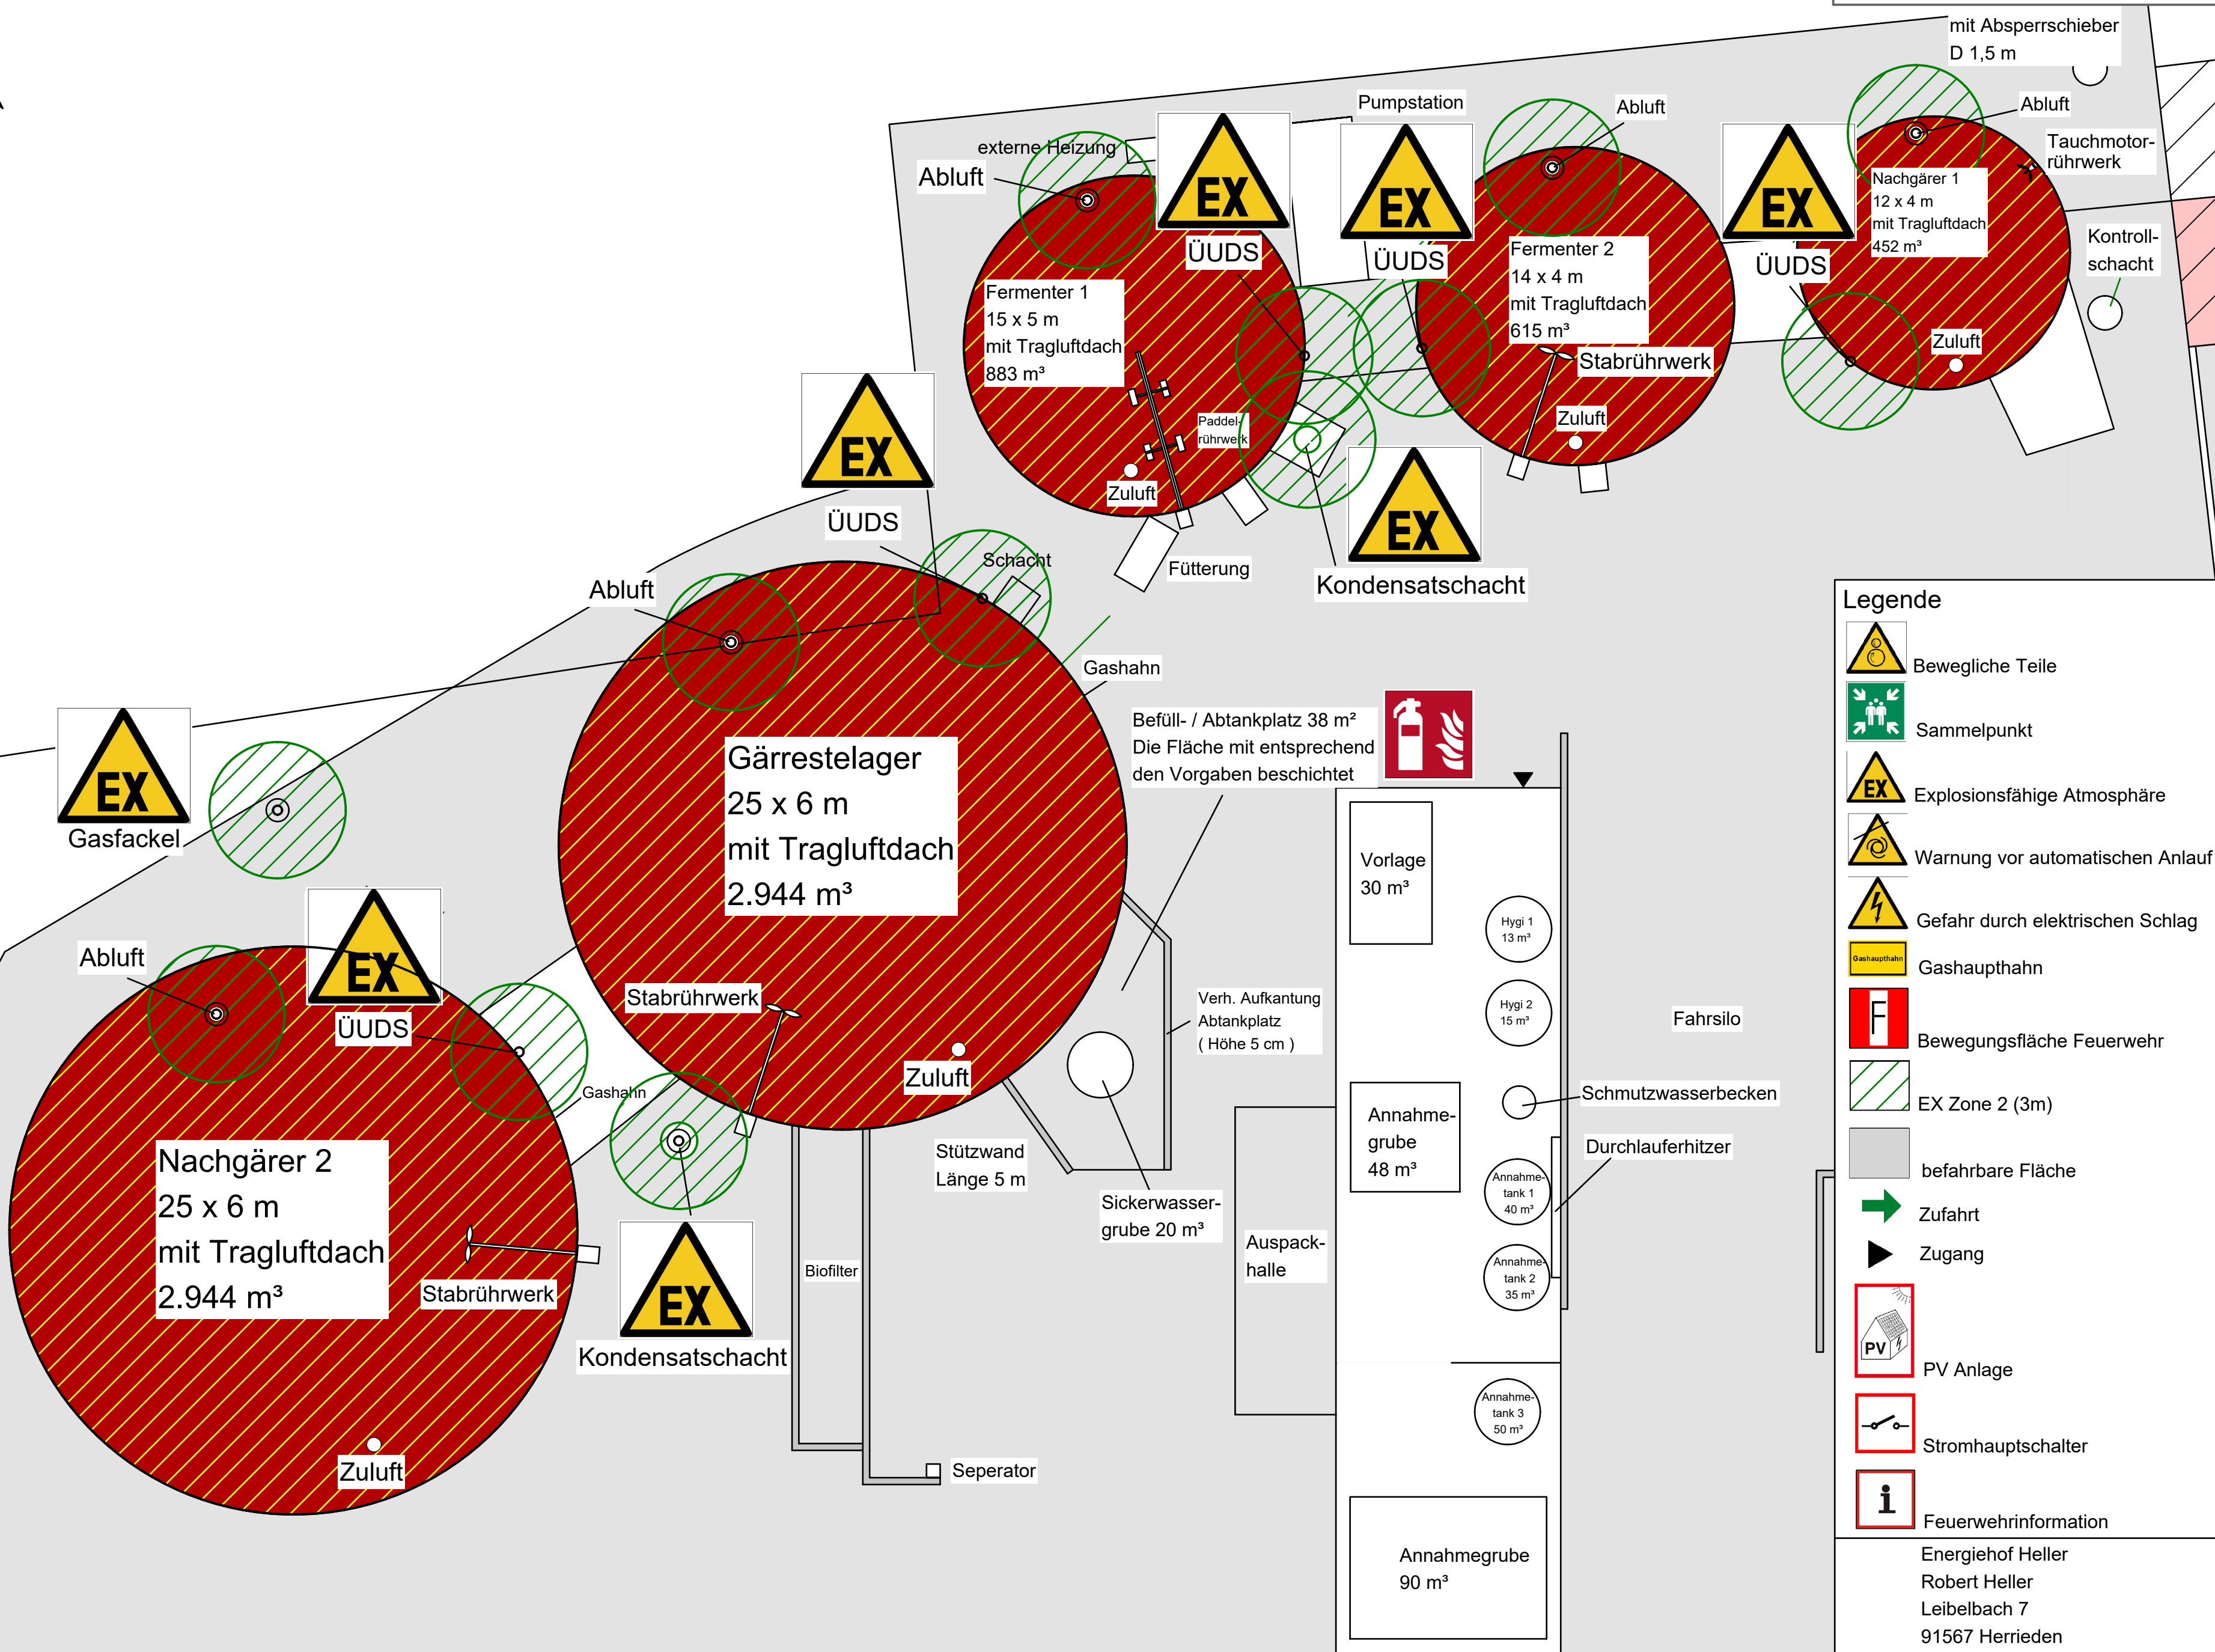 mit Absperrschieber
D 1,5 m
Pumpstation
Abluft
Abluft
externe Heizung
Abluft
Tauchmotor-
rührwerk
EX
EX
EX
ÜUDS
ÜUDS
ÜUDS
Nachgärer 1
12 x 4 m
mit Tragluftdach
452 m³
Kontroll-
schacht
Fermenter 1
15 x 5 m
mit Tragluftdach
883 m³
Fermenter 2
14 x 4 m
mit Tragluftdach
615 m³
Stabrührwerk
Zuluft
Zuluft
Paddel-
rührwerk
Zuluft
EX
ÜUDS
EX
Kondensatschacht
Schacht
Fütterung
Abluft
Gashahn
EX
Gasfackel
Befüll- / Abtankplatz 38 m²
Die Fläche mit entsprechend
den Vorgaben beschichtet
Gärrestelager
25 x 6 m
mit Tragluftdach
2.944 m³
Vorlage
30 m³
Hygi 1
13 m³
Hygi 2
15 m³
Abluft
EX
ÜUDS
Stabrührwerk
Verh. Aufkantung
Abtankplatz
( Höhe 5 cm )
Fahrsilo
Zuluft
Gashahn
Schmutzwasserbecken
Annahme-
grube
48 m³
Durchlauferhitzer
Stützwand
Länge 5 m
Annahme-
tank 1
40 m³
Sickerwasser-
grube 20 m³
Nachgärer 2
25 x 6 m
mit Tragluftdach
2.944 m³
Stabrührwerk
EX
Kondensatschacht
Biofilter
Auspack-
halle
Annahme-
tank 2
35 m³
Annahme-
tank 3
50 m³
Zuluft
Seperator
Annahmegrube
90 m³
Legende
Bewegliche Teile
Sammelpunkt
EX
Explosionsfähige Atmosphäre
Warnung vor automatischen Anlauf
Gefahr durch elektrischen Schlag
Gashaupthahn
Gashaupthahn
F
Bewegungsfläche Feuerwehr
EX Zone 2 (3m)
befahrbare Fläche
Zufahrt
Zugang
PV
PV Anlage
Stromhauptschalter
i
Feuerwehrinformation
Energiehof Heller
Robert Heller
Leibelbach 7
91567 Herrieden